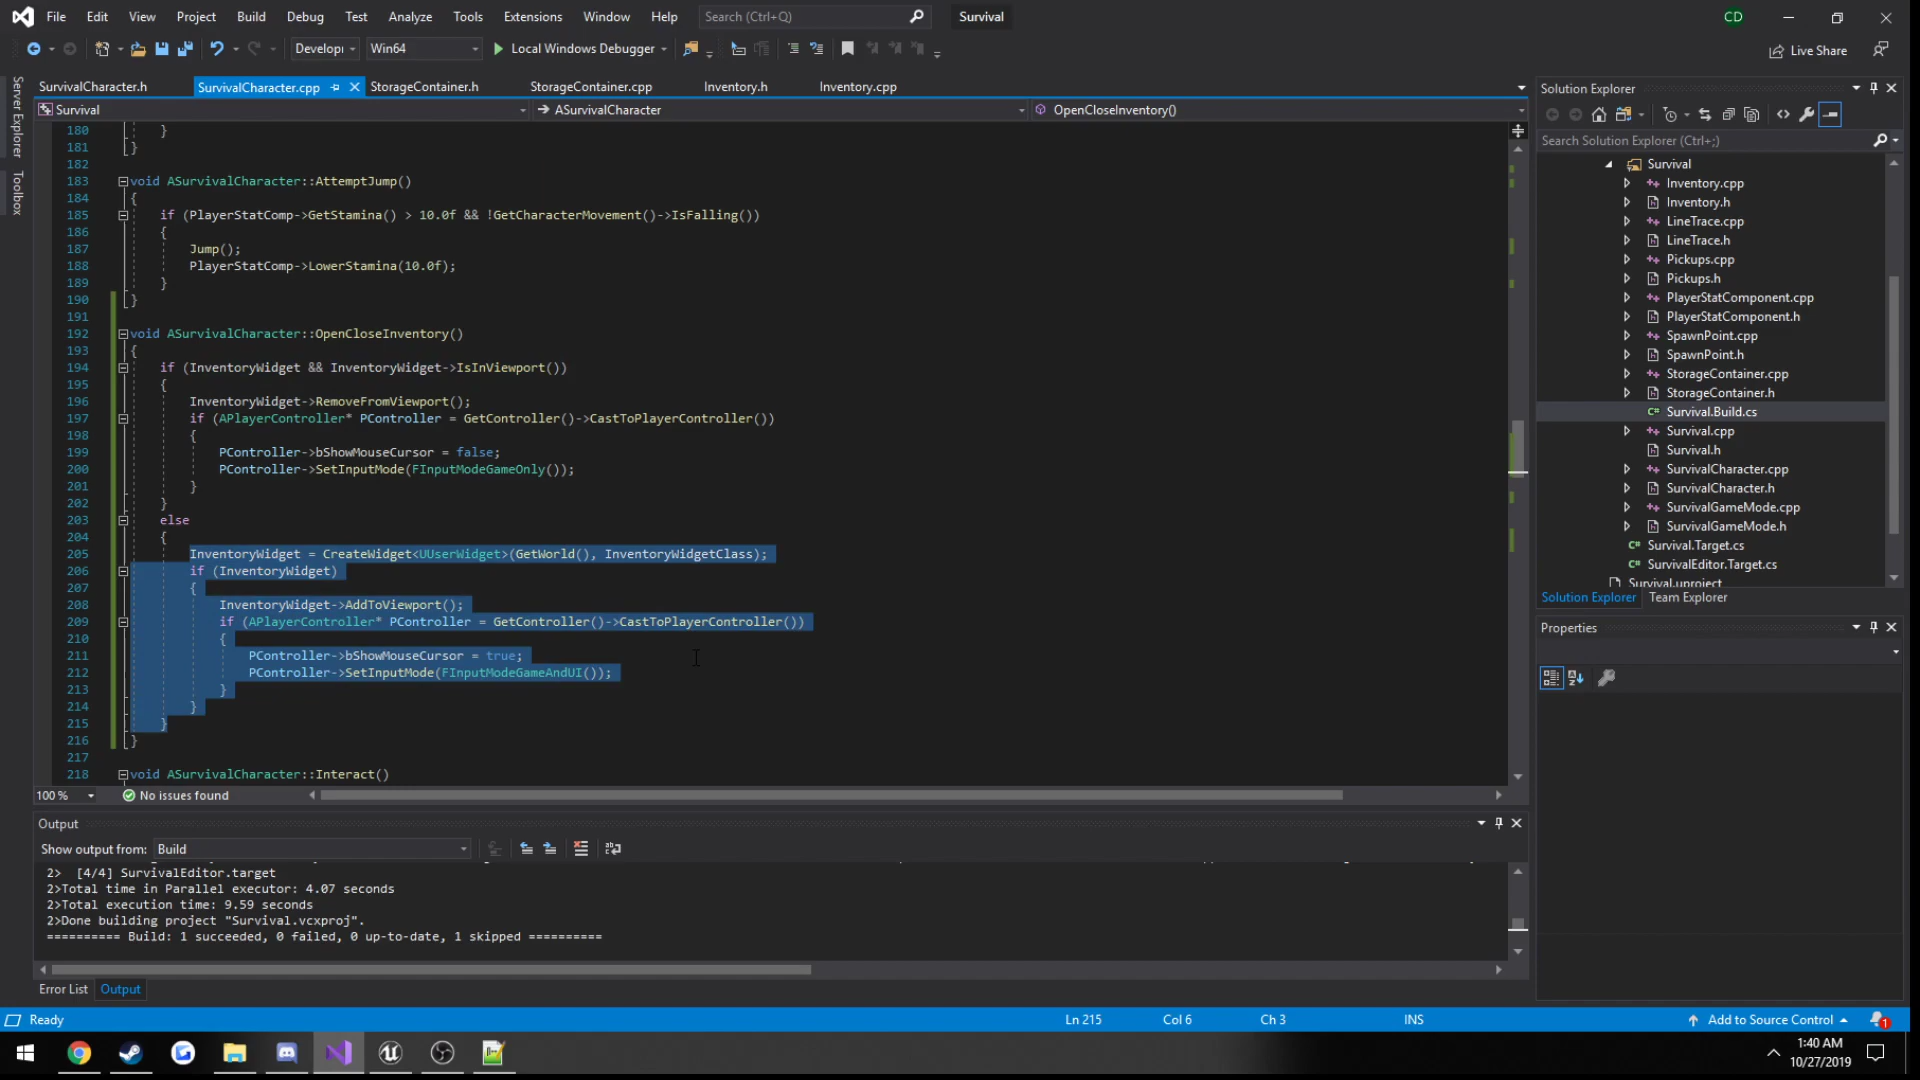 File Edit View Project Build Debug Test Analyze Tools Extensions Window Help Search (Ctrl+Q) Survival CD
Develop Win64 Local Windows Debugger Live Share
SurvivalCharacter.h SurvivalCharacter.cpp StorageContainer.h StorageContainer.cpp Inventory.h Inventory.cpp
Survival ASurvivalCharacter OpenCloseInventory()
Server Explorer
Toolbox
180 }
181 }
182
183 void ASurvivalCharacter::AttemptJump()
184 {
185 if (PlayerStatComp->GetStamina() > 10.0f && !GetCharacterMovement()->IsFalling())
186 {
187 Jump();
188 PlayerStatComp->LowerStamina(10.0f);
189 }
190 }
191
192 void ASurvivalCharacter::OpenCloseInventory()
193 {
194 if (InventoryWidget && InventoryWidget->IsInViewport())
195 {
196 InventoryWidget->RemoveFromViewport();
197 if (APlayerController* PController = GetController()->CastToPlayerController())
198 {
199 PController->bShowMouseCursor = false;
200 PController->SetInputMode(FInputModeGameOnly());
201 }
202 }
203 else
204 {
205 InventoryWidget = CreateWidget<UUserWidget>(GetWorld(), InventoryWidgetClass);
206 if (InventoryWidget)
207 {
208 InventoryWidget->AddToViewport();
209 if (APlayerController* PController = GetController()->CastToPlayerController())
210 {
211 PController->bShowMouseCursor = true;
212 PController->SetInputMode(FInputModeGameAndUI());
213 }
214 }
215 }
216 }
217
218 void ASurvivalCharacter::Interact()
100 % No issues found
Output
Show output from: Build
2> [4/4] SurvivalEditor.target
2>Total time in Parallel executor: 4.07 seconds
2>Total execution time: 9.59 seconds
2>Done building project "Survival.vcxproj".
========== Build: 1 succeeded, 0 failed, 0 up-to-date, 1 skipped ==========
Error List Output
Solution Explorer
Search Solution Explorer (Ctrl+;)
Survival
Inventory.cpp
Inventory.h
LineTrace.cpp
LineTrace.h
Pickups.cpp
Pickups.h
PlayerStatComponent.cpp
PlayerStatComponent.h
SpawnPoint.cpp
SpawnPoint.h
StorageContainer.cpp
StorageContainer.h
Survival.Build.cs
Survival.cpp
Survival.h
SurvivalCharacter.cpp
SurvivalCharacter.h
SurvivalGameMode.cpp
SurvivalGameMode.h
Survival.Target.cs
SurvivalEditor.Target.cs
Survival.uproject
Solution Explorer Team Explorer
Properties
Ready Ln 215 Col 6 Ch 3 INS Add to Source Control 1
1:40 AM
10/27/2019